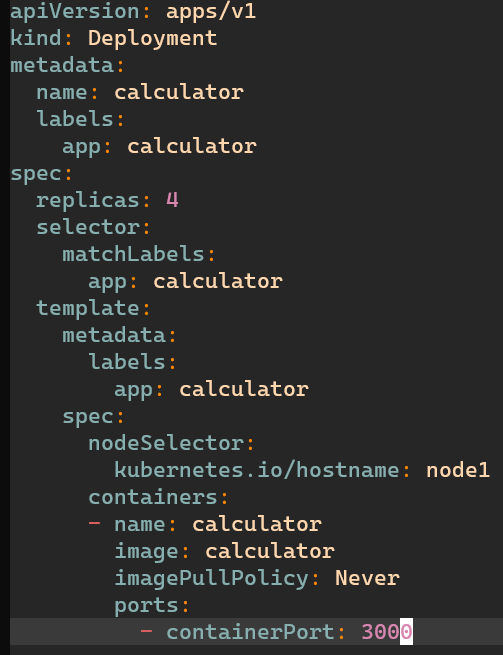 apiVersion: apps/v1
kind: Deployment
metadata:
  name: calculator
  labels:
    app: calculator
spec:
  replicas: 4
  selector:
    matchLabels:
      app: calculator
  template:
    metadata:
      labels:
        app: calculator
    spec:
      nodeSelector:
        kubernetes.io/hostname: node1
      containers:
      - name: calculator
        image: calculator
        imagePullPolicy: Never
        ports:
          - containerPort: 3000